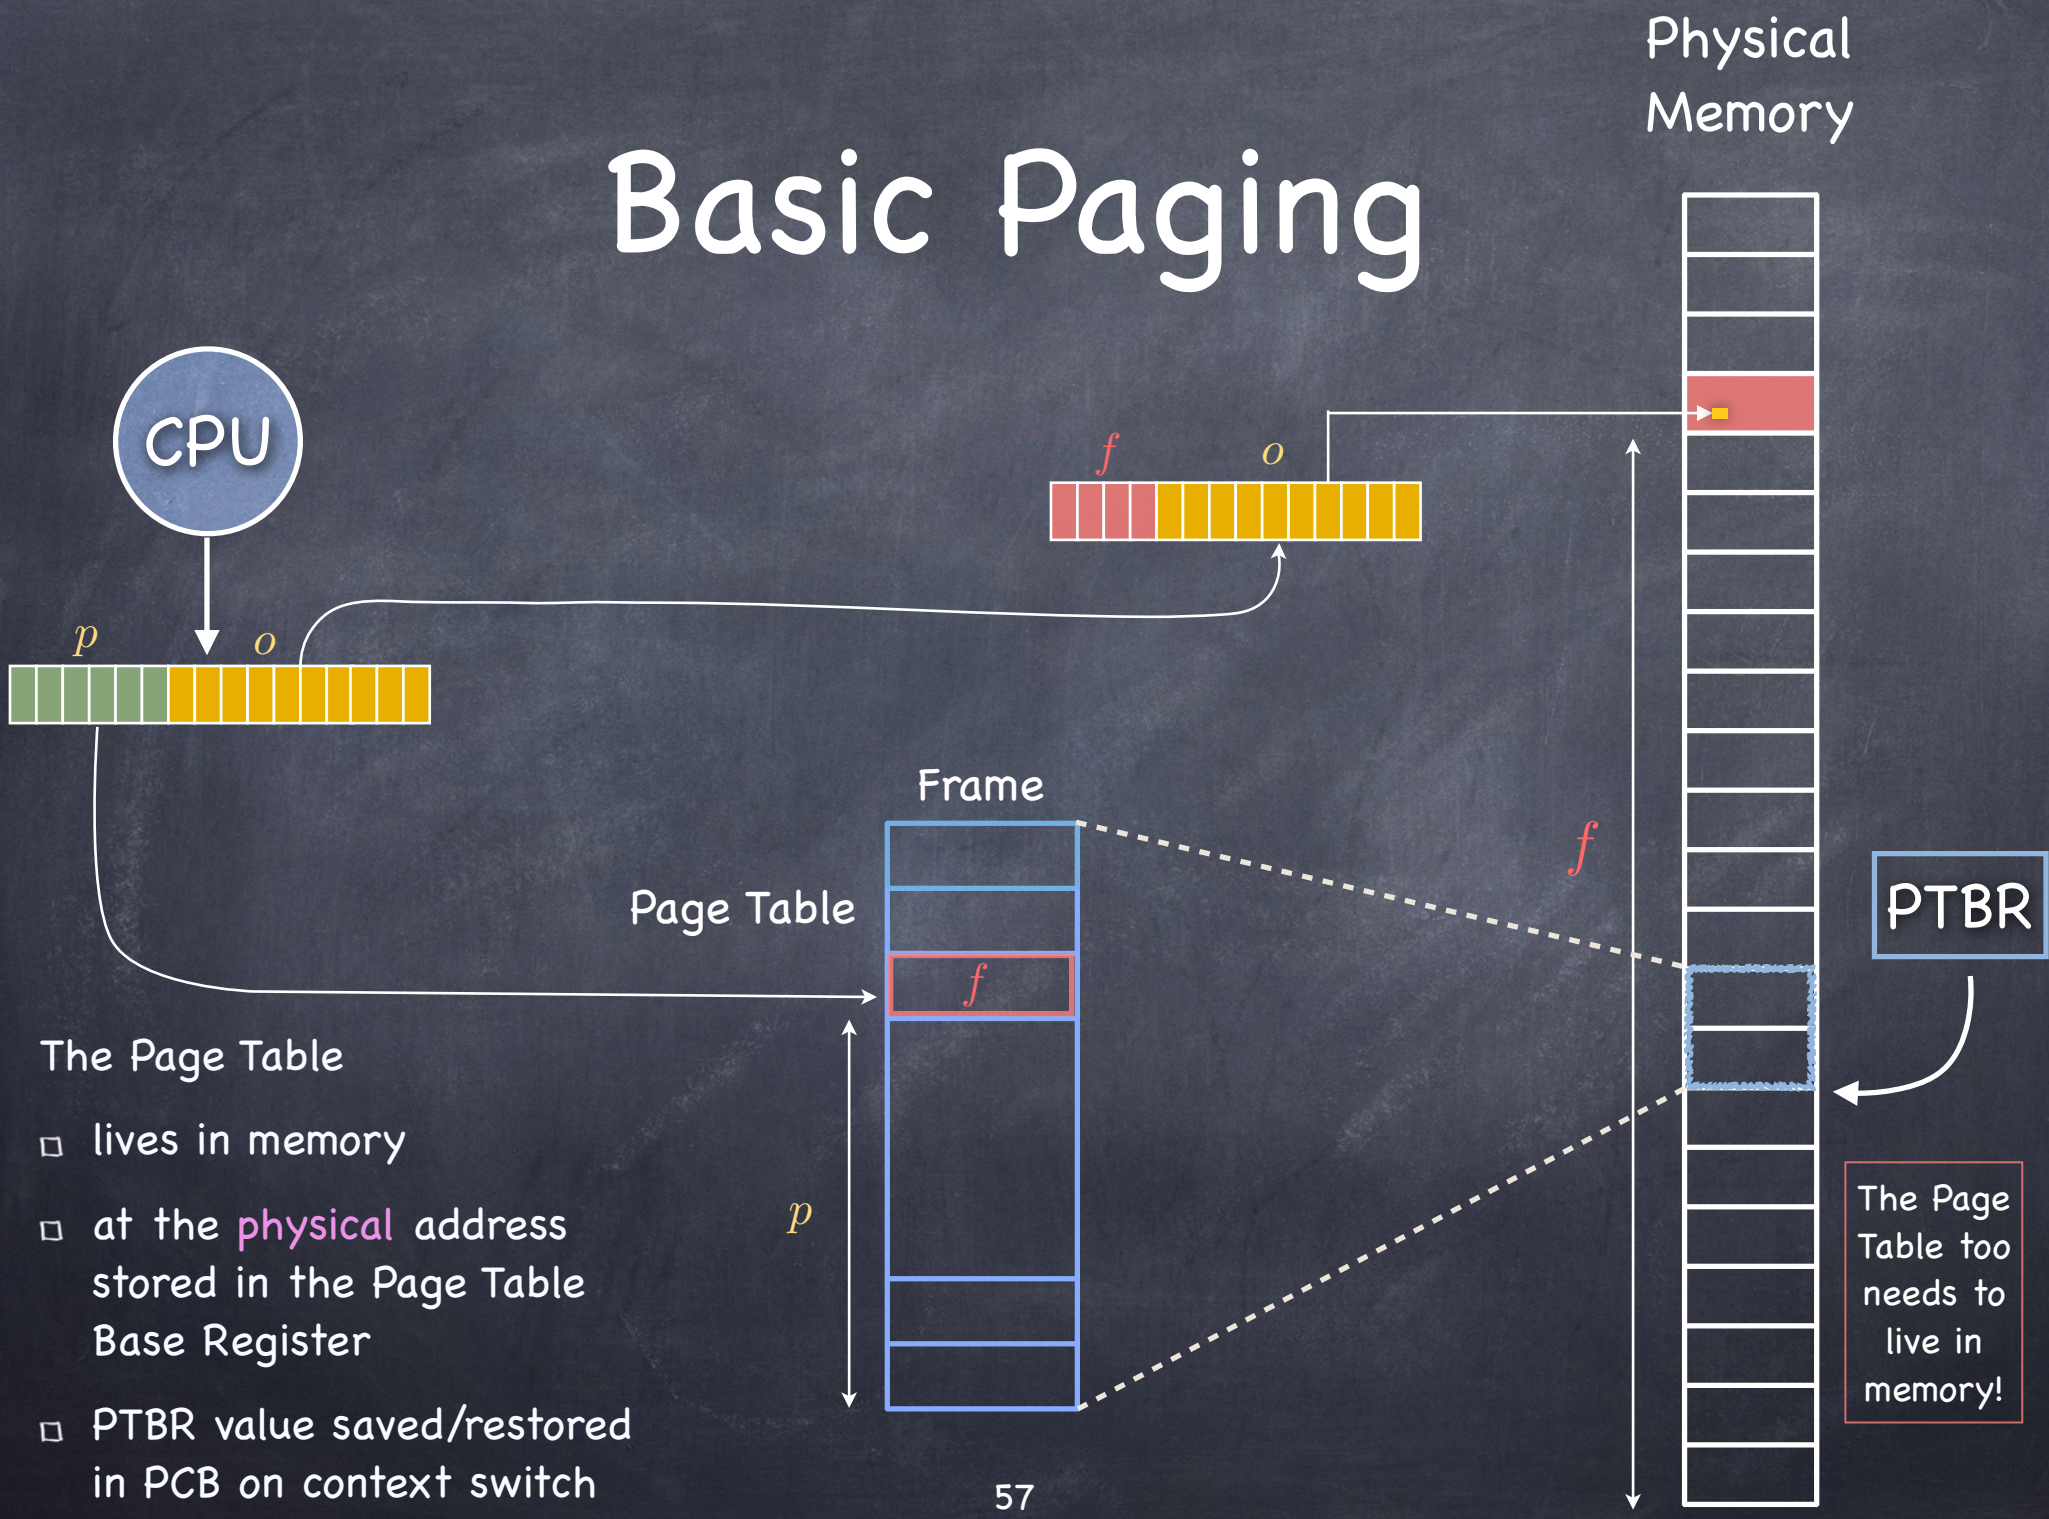 Physical
Memory
Basic Paging
CPU
f
o
p
o
Frame
f
PTBR
Page Table
f
The Page Table
lives in memory
at the physical address
stored in the Page Table
Base Register
PTBR value saved/restored
in PCB on context switch
p
The Page
Table too
needs to
live in
memory!
57